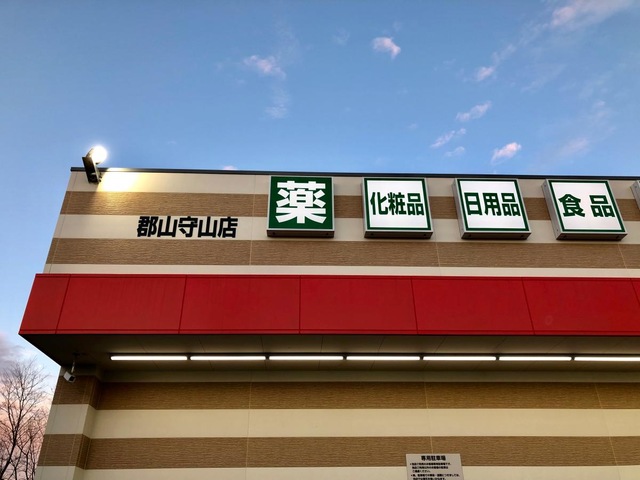 郡山守山店
薬
化粧品
日用品
食品
専用駐車場